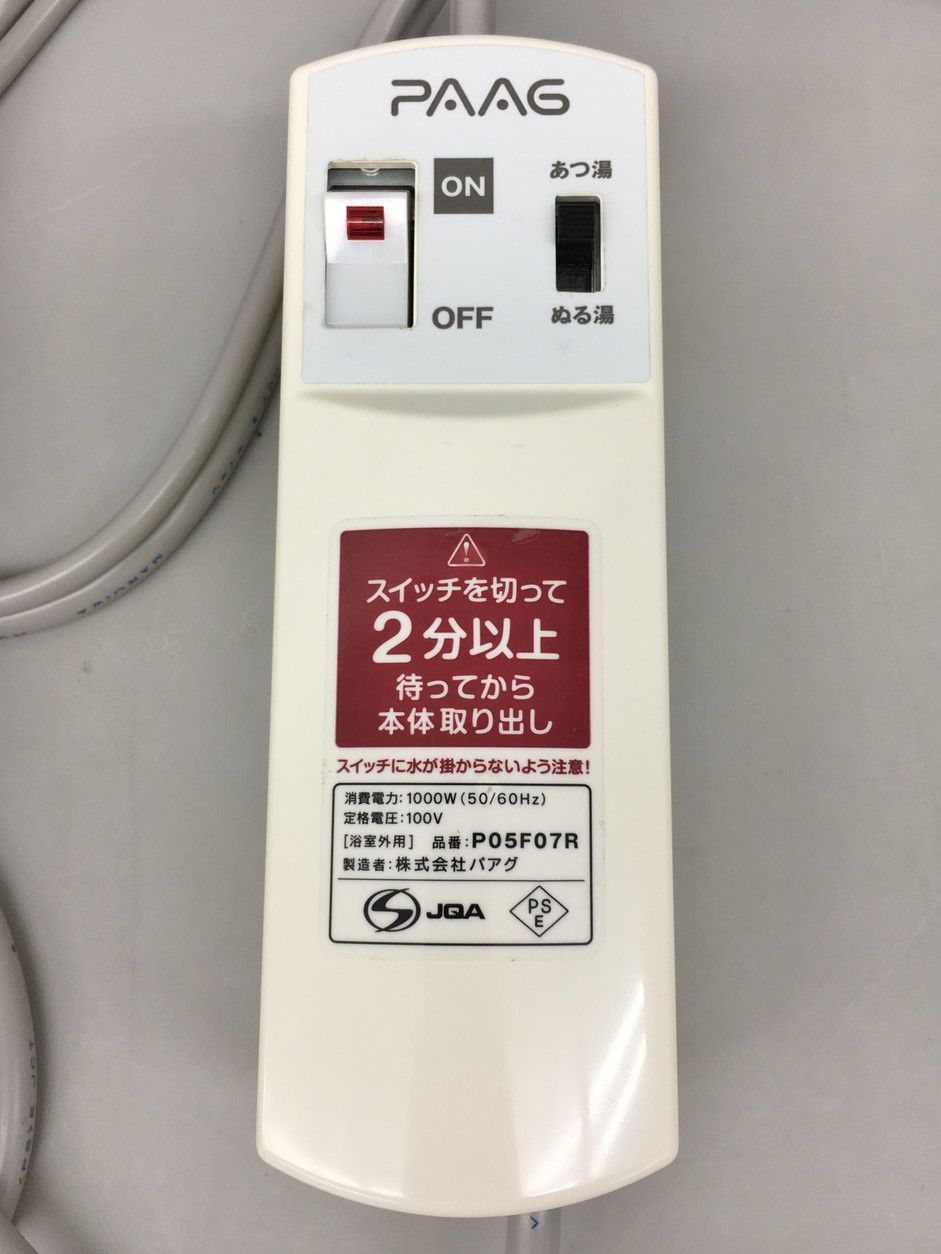 PAAG
ON
OFF
あつ湯
ぬる湯
スイッチを切って
2分以上
待ってから
本体取り出し
スイッチに水が掛からないよう注意!
消費電力:1000W(50/60Hz)
定格電圧:100V
[浴室外用] 品番:P05F07R
製造者:株式会社パアグ
JQA
PS
E